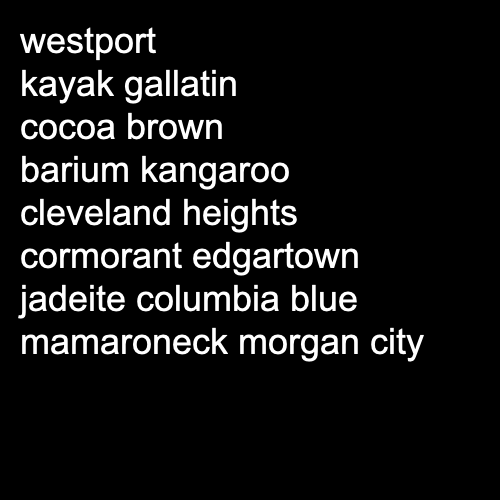 westport
kayak gallatin
cocoa brown
barium kangaroo
cleveland heights
cormorant edgartown
jadeite columbia blue
mamaroneck morgan city